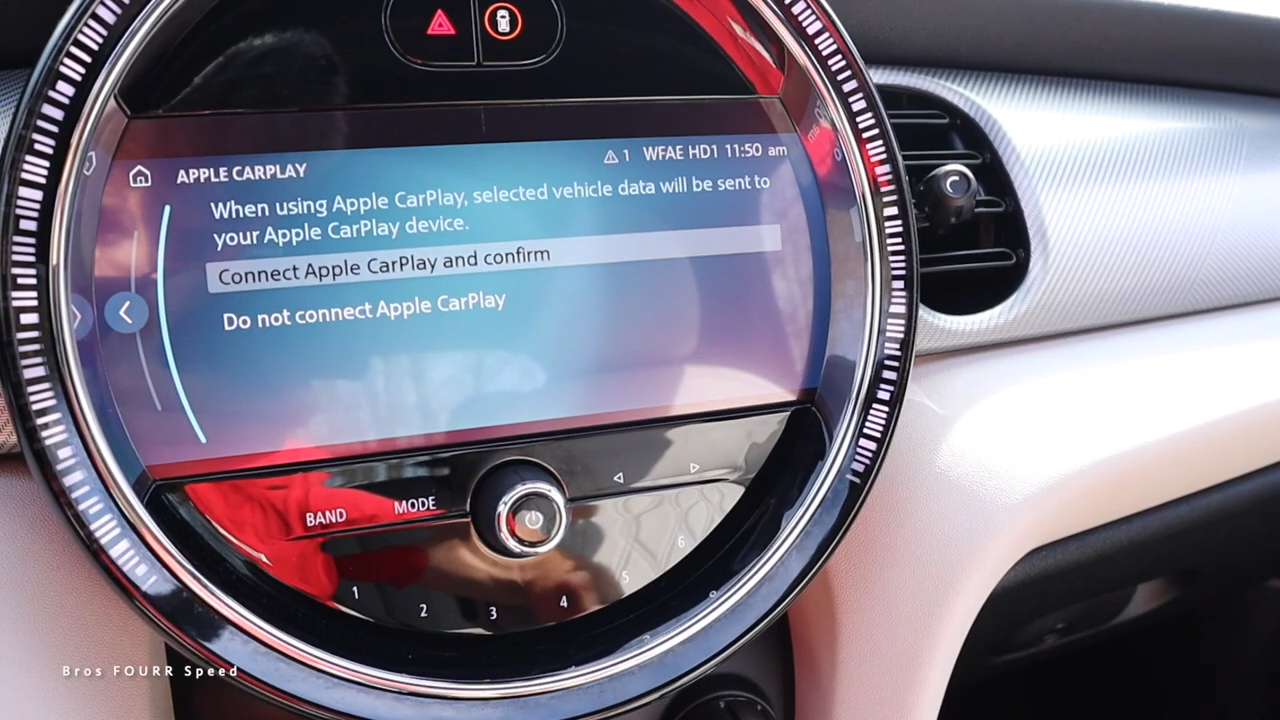 1 WFAE HD1 11:50 am
APPLE CARPLAY
When using Apple CarPlay, selected vehicle data will be sent to
your Apple CarPlay device.
Connect Apple CarPlay and confirm
Do not connect Apple CarPlay
BAND MODE
1 2 3 4 5 6
Bros FOURR Speed